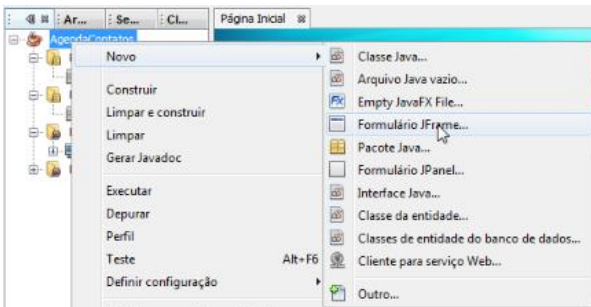 Ar...
Se...
Cl...
Página Inicial
AgendaContatos
Novo
Construir
Limpar e construir
Limpar
Gerar Javadoc
Executar
Depurar
Perfil
Teste Alt+F6
Definir configuração
Classe Java...
Arquivo Java vazio...
FX Empty JavaFX File...
Formulário JFrame...
Pacote Java...
Formulário JPanel...
Interface Java...
Classe da entidade...
Classes de entidade do banco de dados...
Cliente para serviço Web...
Outro...